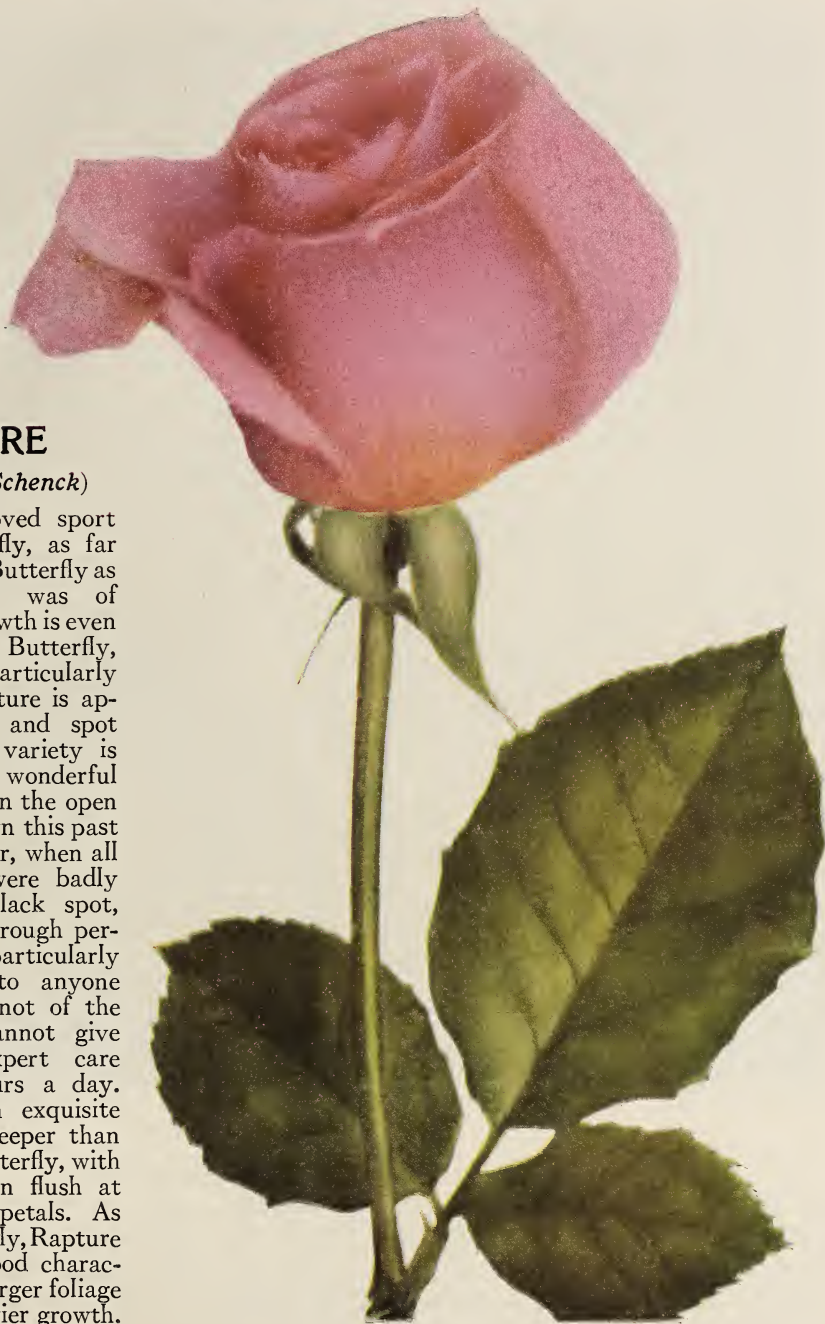 RE
Schenck)
oved sport
fly, as far
Butterfly as
was of
wth is even
Butterfly,
articularly
ture is ap-
and spot
variety is
wonderful
n the open
n this past
r, when all
were badly
lack spot,
rough per-
particularly
to anyone
not of the
annot give
xpert care
urs a day.
n exquisite
eeper than
terfly, with
n flush at
petals. As
ly, Rapture
ood charac-
rger foliage
ier growth.